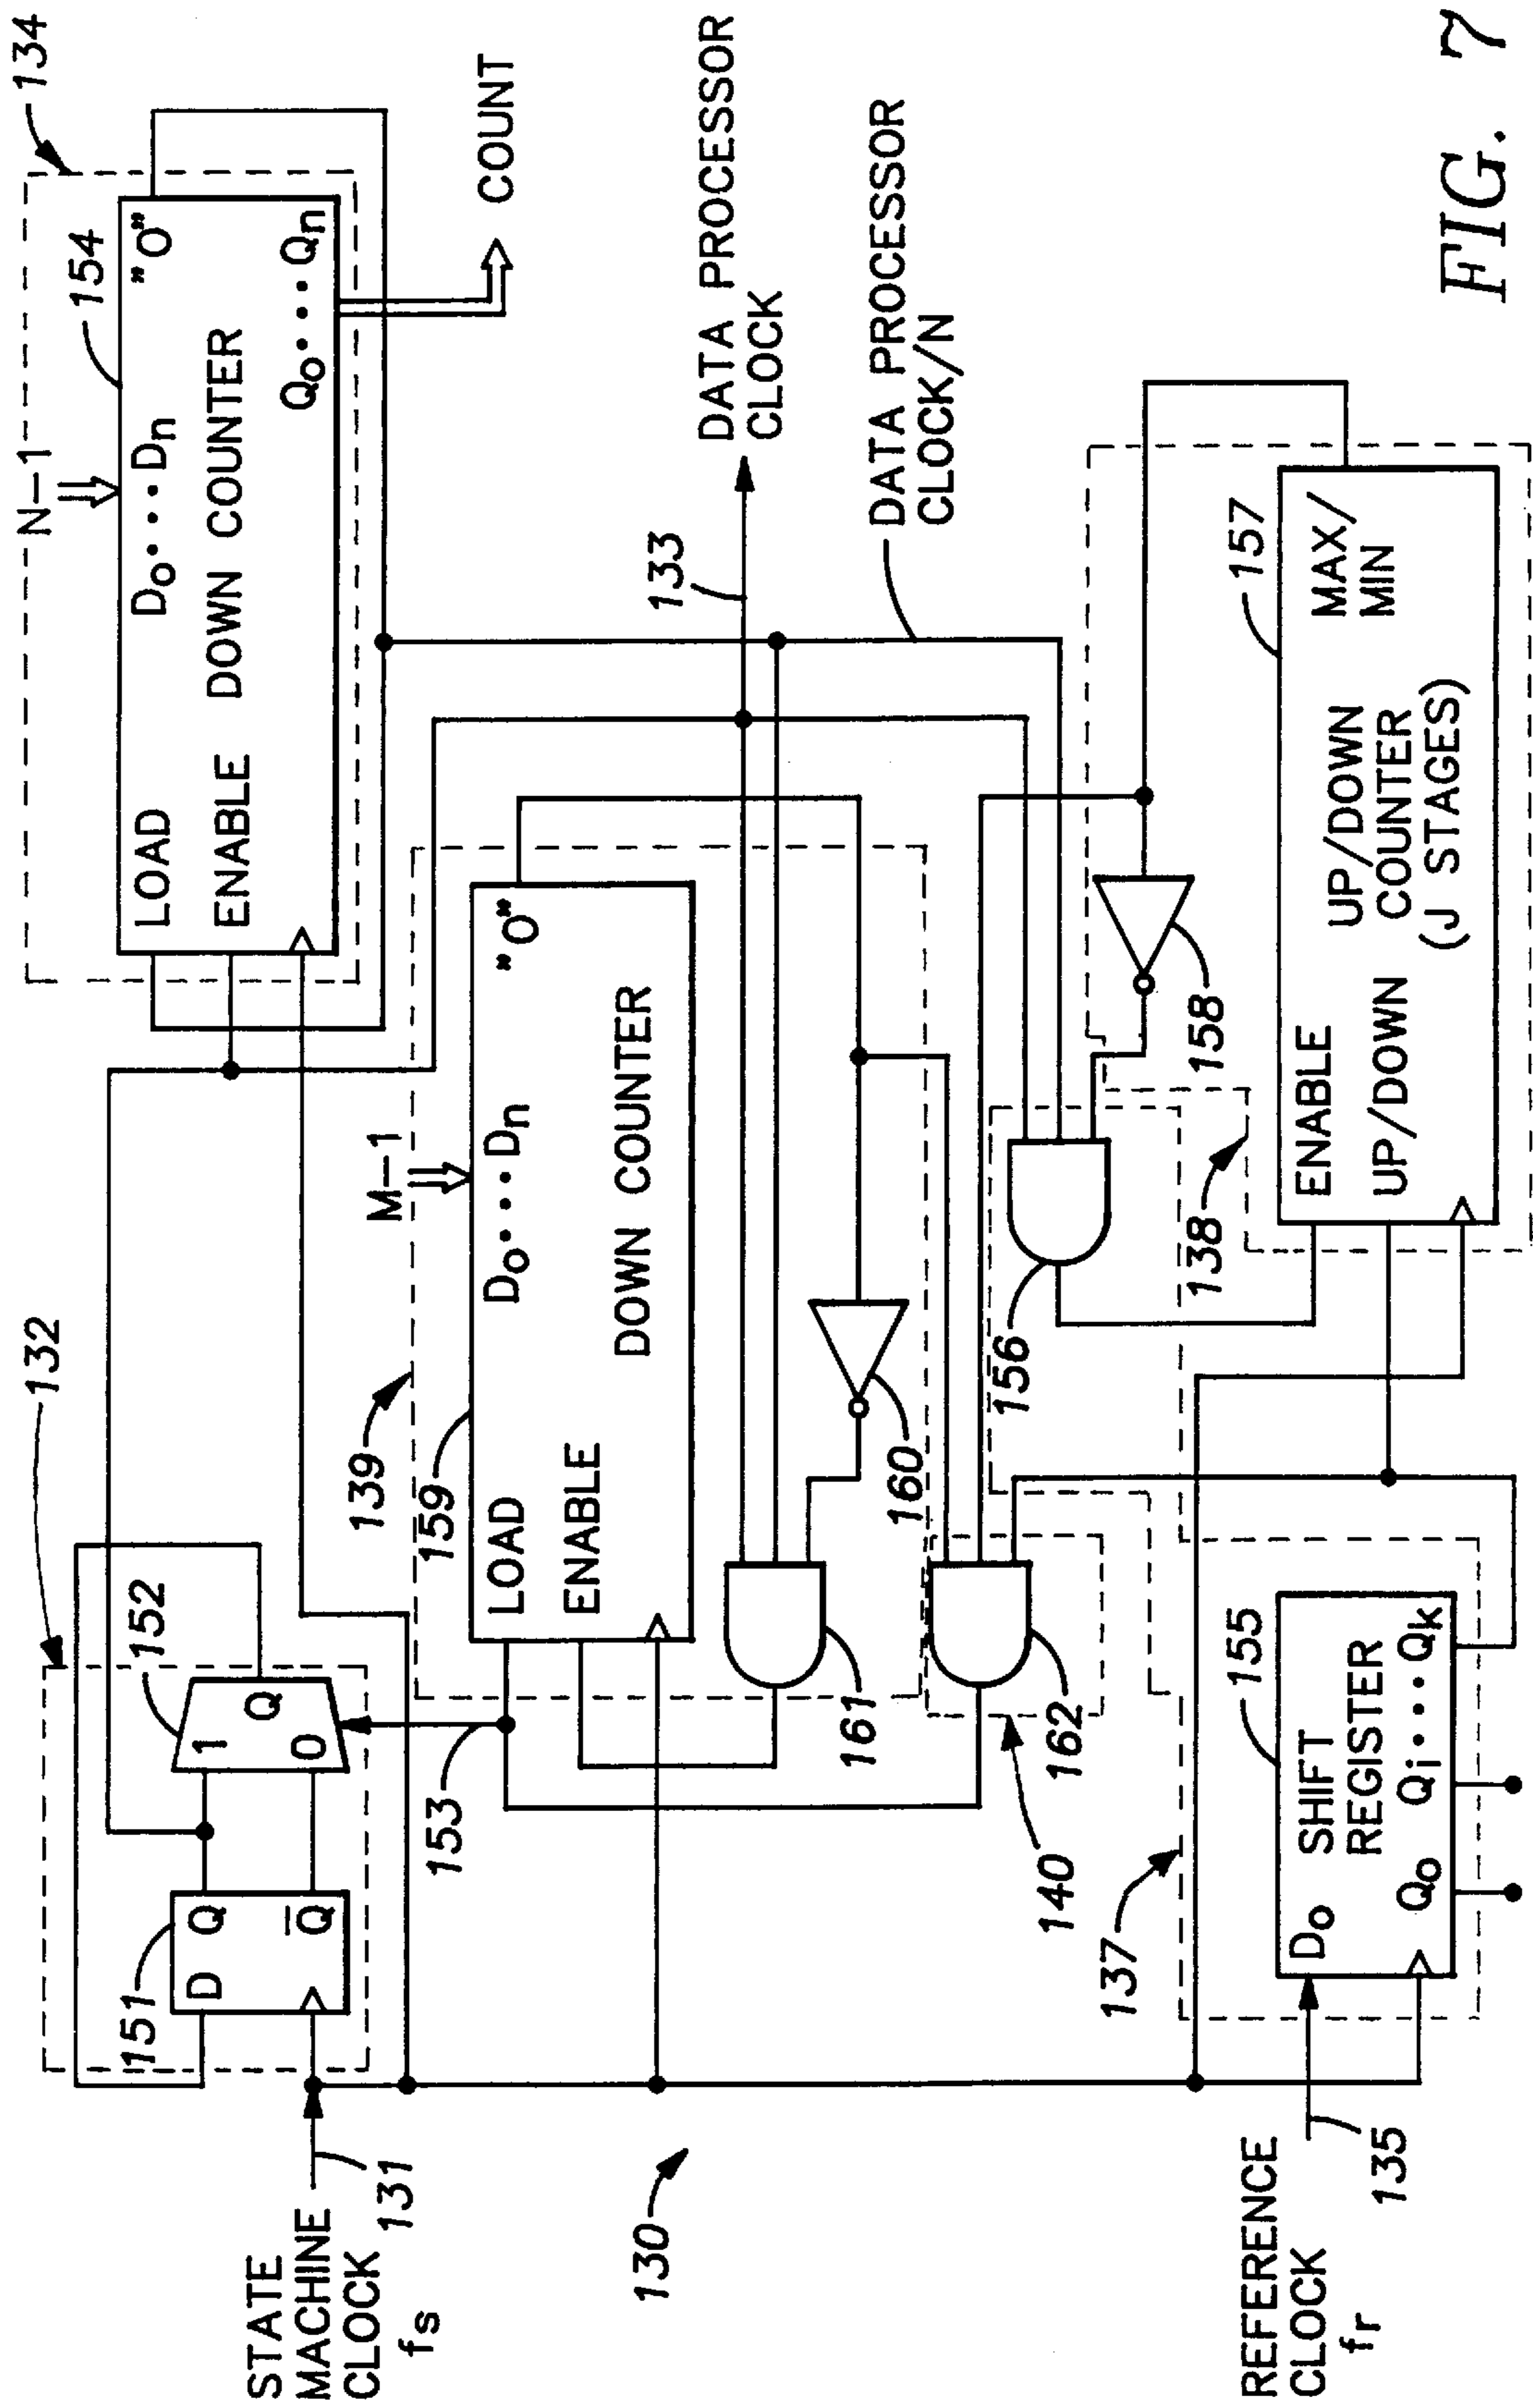 134
N-1
154
D0...Dn
"0"
LOAD
DOWN COUNTER
ENABLE
Q0...Qn
COUNT
132
152
151
D
Q
Q̅
1
0
Q
STATE
MACHINE
CLOCK
fs
131
153
139
M-1
159
LOAD
D0...Dn
"0"
ENABLE
DOWN COUNTER
133
DATA PROCESSOR
CLOCK
DATA PROCESSOR
CLOCK/N
161
160
130
140
162
156
158
137
138
157
ENABLE
MAX/
MIN
UP/DOWN
UP/DOWN
COUNTER
(J STAGES)
155
D0
SHIFT
REGISTER
Q0
Qi...Qk
REFERENCE
CLOCK
fr
135
FIG. 7